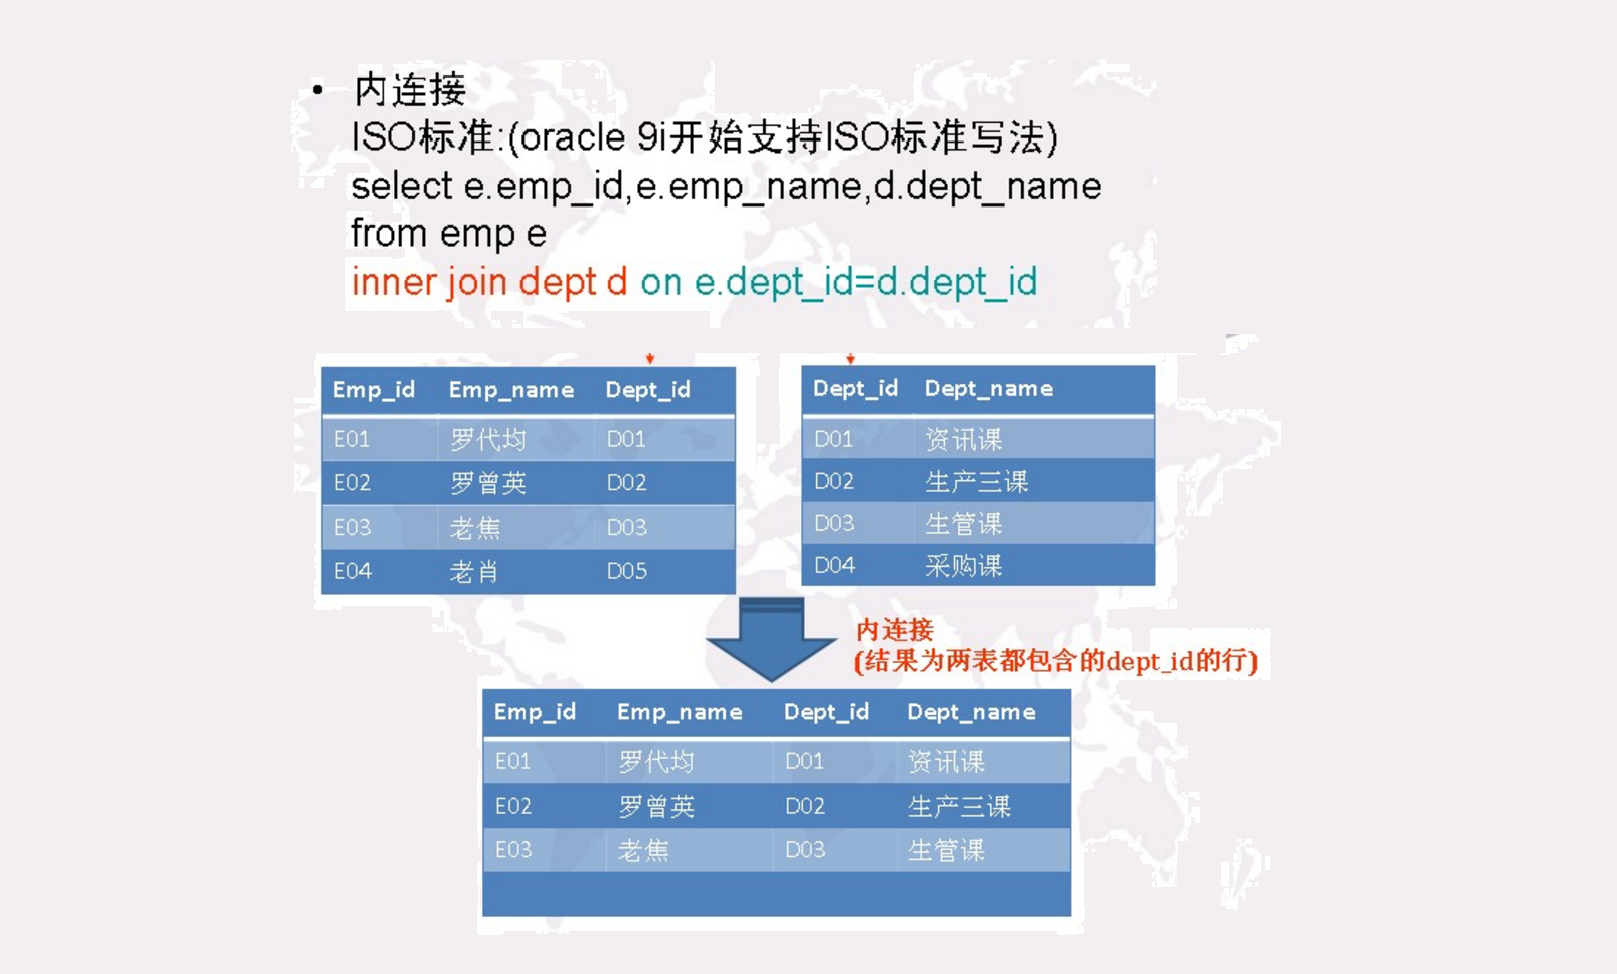 • 内连接
ISO标准:(oracle 9i开始支持ISO标准写法)
select e.emp_id,e.emp_name,d.dept_name
from emp e
inner join dept d on e.dept_id=d.dept_id
Emp_id Emp_name Dept_id
E01 罗代均 D01
E02 罗曾英 D02
E03 老焦 D03
E04 老肖 D05
Dept_id Dept_name
D01 资讯课
D02 生产三课
D03 生管课
D04 采购课
内连接
(结果为两表都包含的dept_id的行)
Emp_id Emp_name Dept_id Dept_name
E01 罗代均 D01 资讯课
E02 罗曾英 D02 生产三课
E03 老焦 D03 生管课